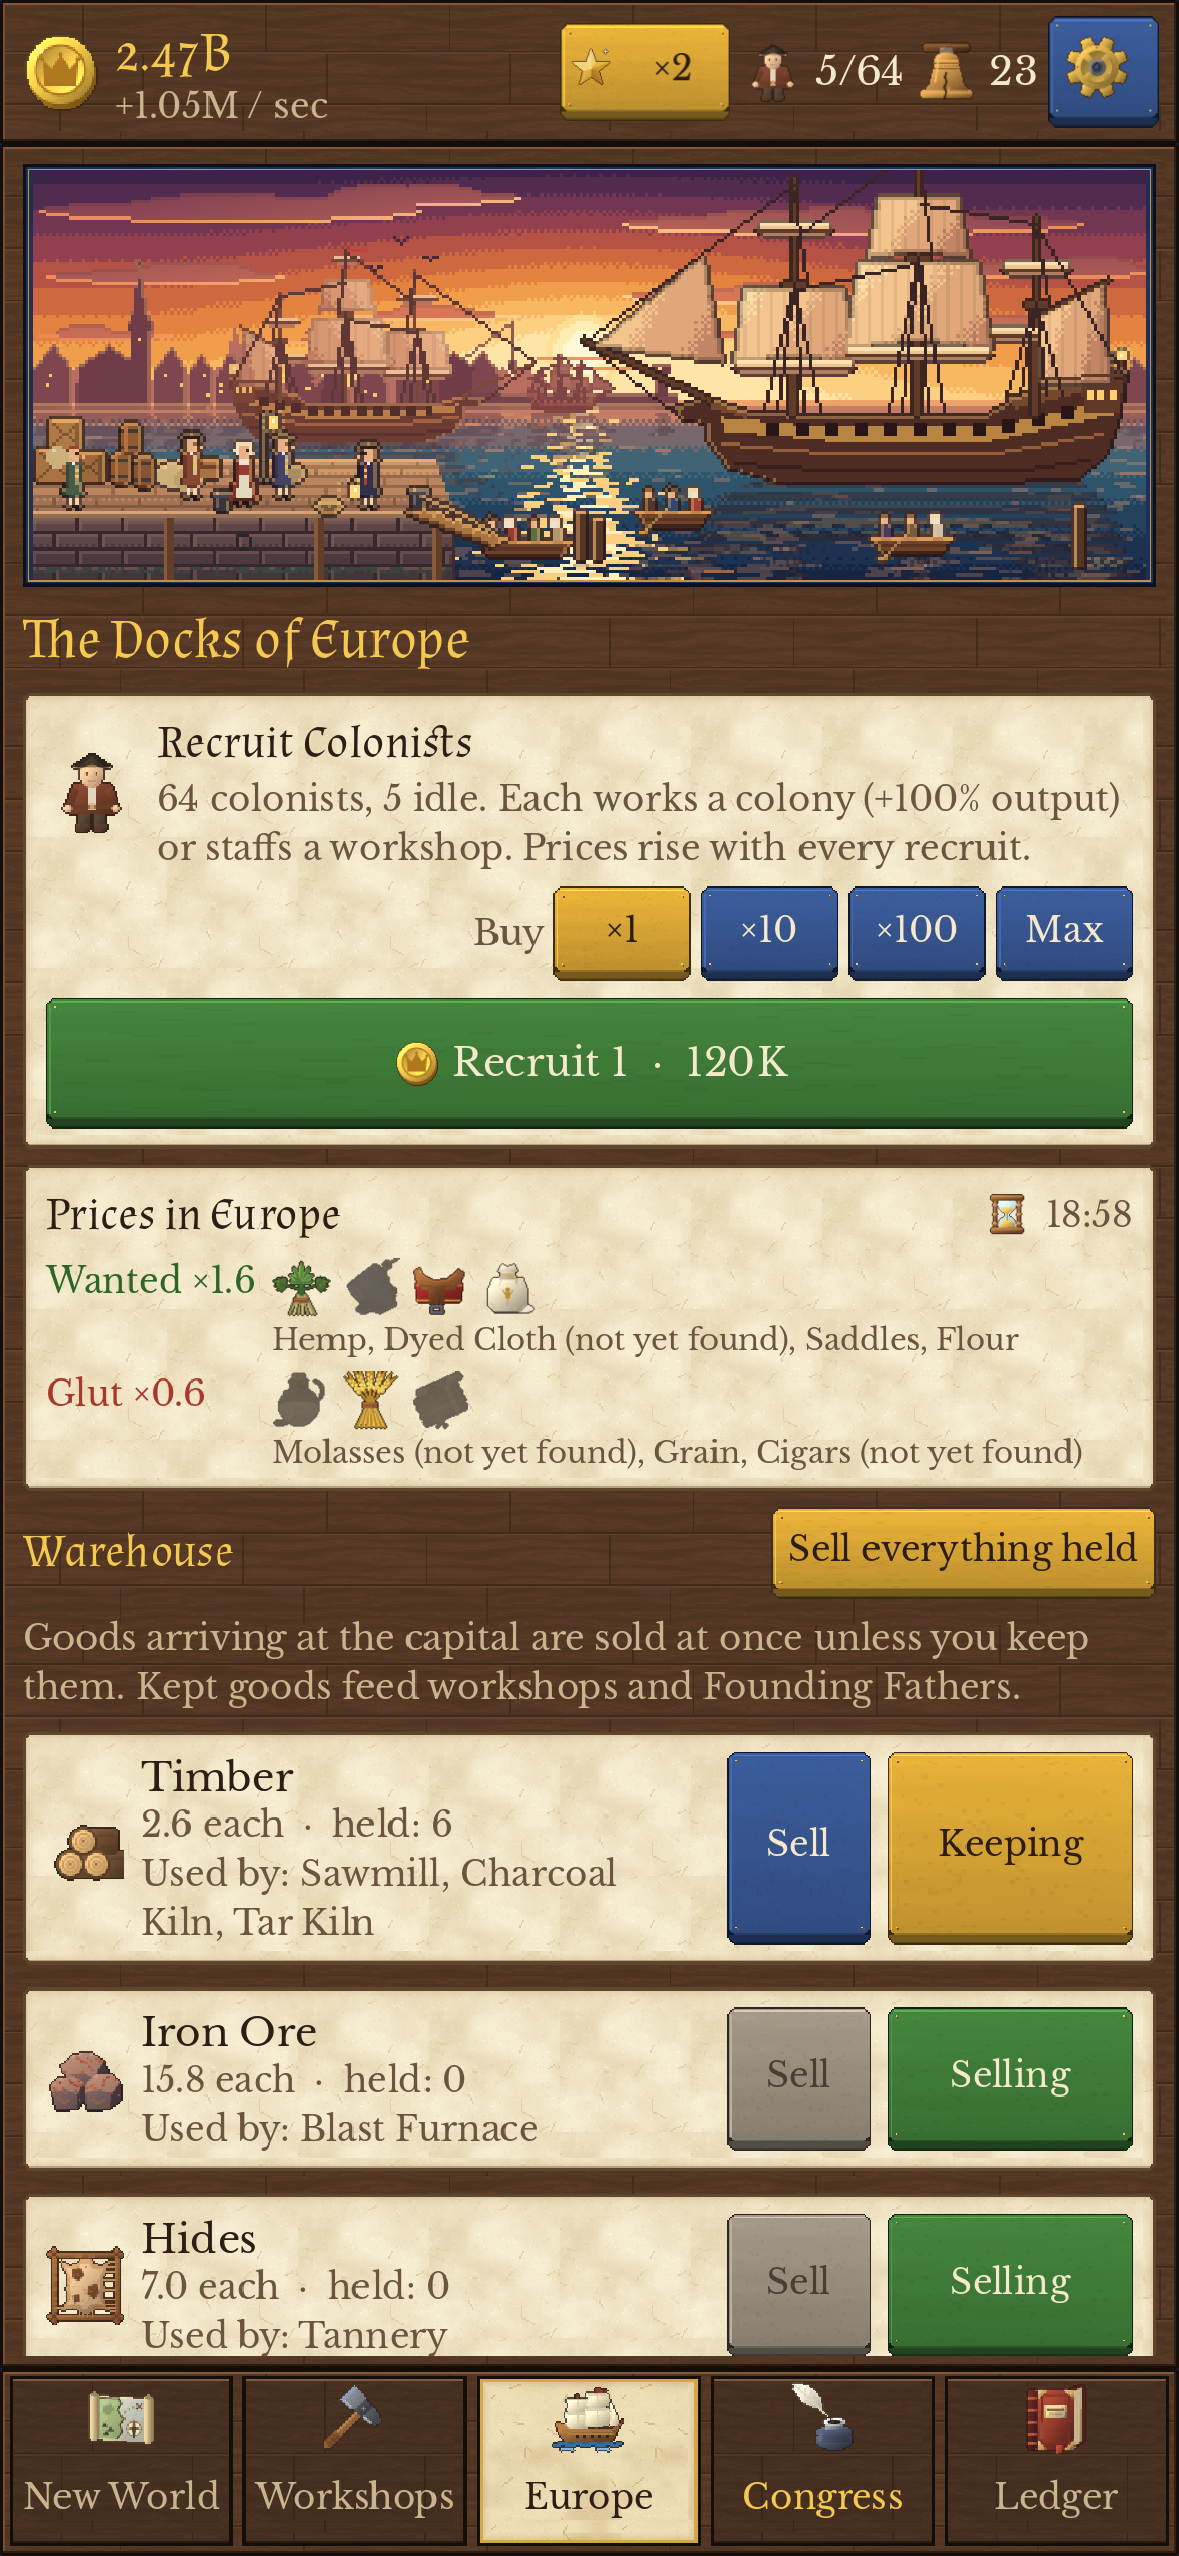 2.47B
+1.05M / sec
×2
5/64
23
The Docks of Europe
Recruit Colonists
64 colonists, 5 idle. Each works a colony (+100% output)
or staffs a workshop. Prices rise with every recruit.
Buy ×1 ×10 ×100 Max
Recruit 1 · 120K
Prices in Europe 18:58
Wanted ×1.6
Hemp, Dyed Cloth (not yet found), Saddles, Flour
Glut ×0.6
Molasses (not yet found), Grain, Cigars (not yet found)
Warehouse Sell everything held
Goods arriving at the capital are sold at once unless you keep
them. Kept goods feed workshops and Founding Fathers.
Timber
2.6 each · held: 6
Used by: Sawmill, Charcoal
Kiln, Tar Kiln
Sell Keeping
Iron Ore
15.8 each · held: 0
Used by: Blast Furnace
Sell Selling
Hides
7.0 each · held: 0
Used by: Tannery
Sell Selling
New World Workshops Europe Congress Ledger